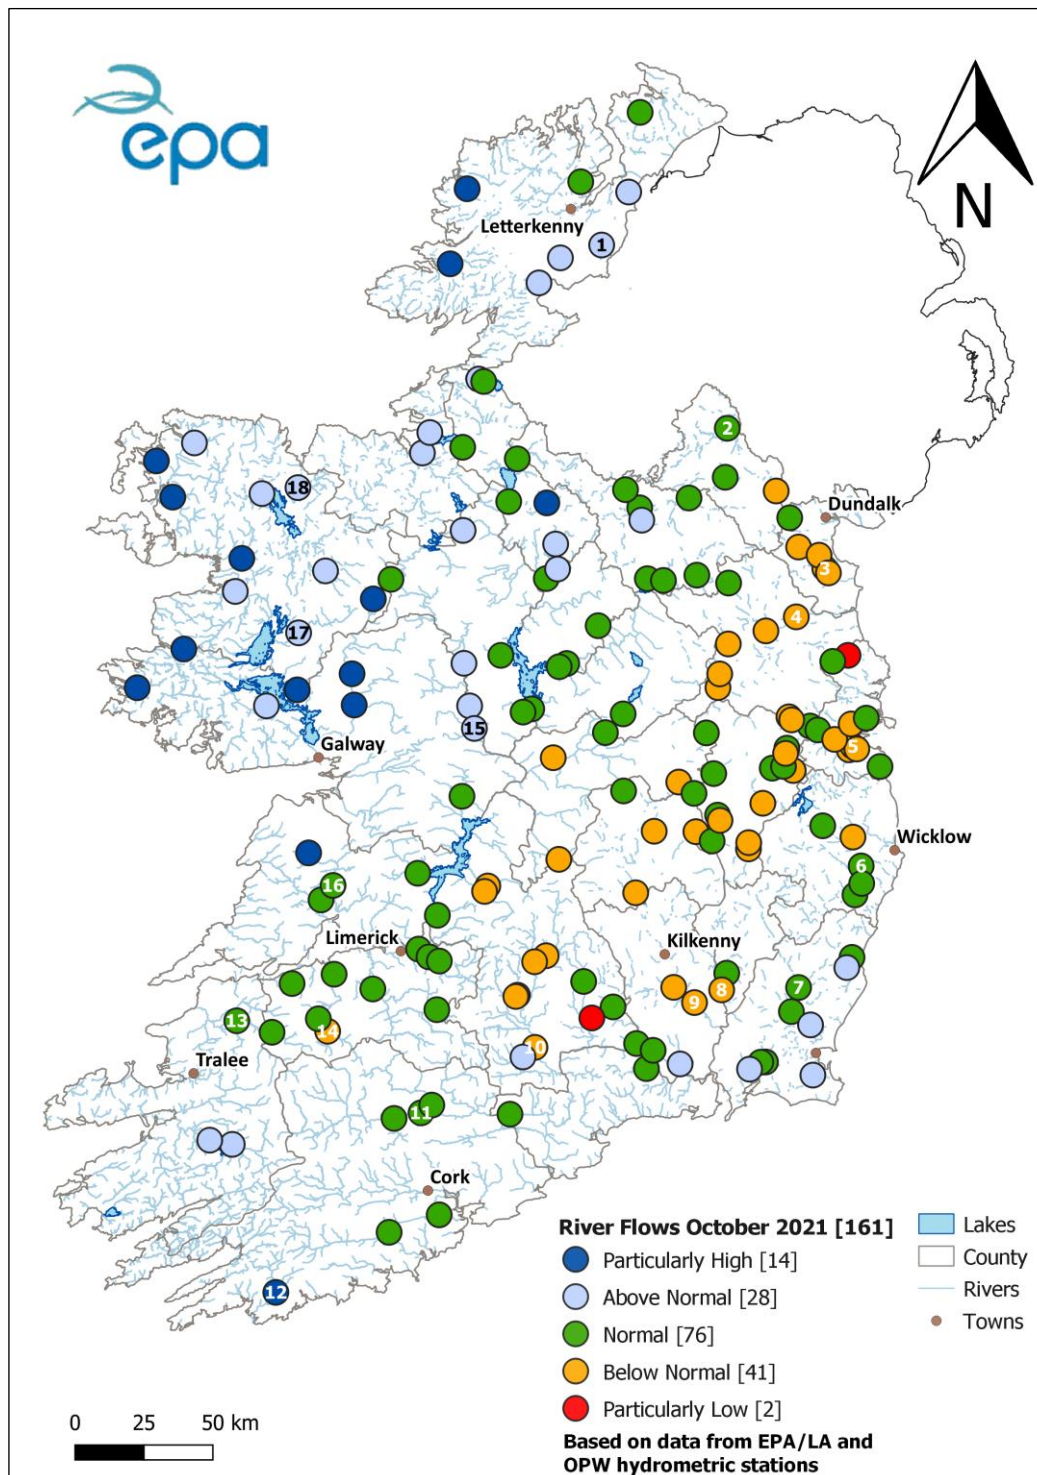 epa
N
Letterkenny
1
2
18
Dundalk
3
4
17
15
5
Galway
Wicklow
6
16
Limerick
Kilkenny
7
8
9
13
14
10
Tralee
11
Cork
12
River Flows October 2021 [161]
Particularly High [14]
Above Normal [28]
Normal [76]
Below Normal [41]
Particularly Low [2]
Based on data from EPA/LA and
OPW hydrometric stations
Lakes
County
Rivers
Towns
0 25 50 km